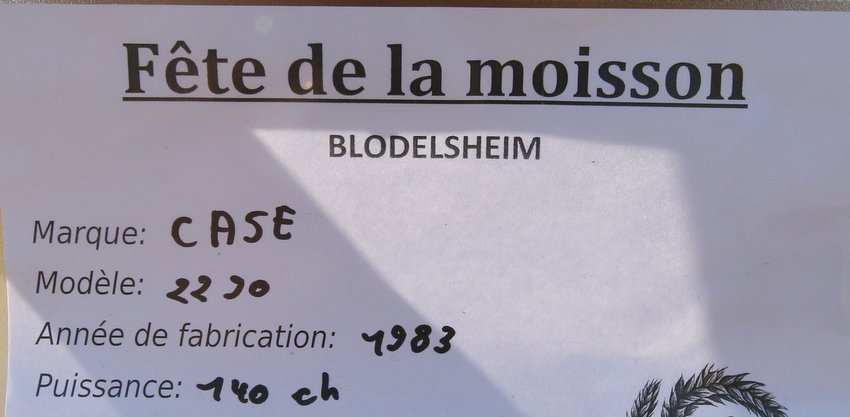 Fête de la moisson
BLODELSHEIM
Marque: CASE
Modèle: 2290
Année de fabrication: 1983
Puissance: 140 ch